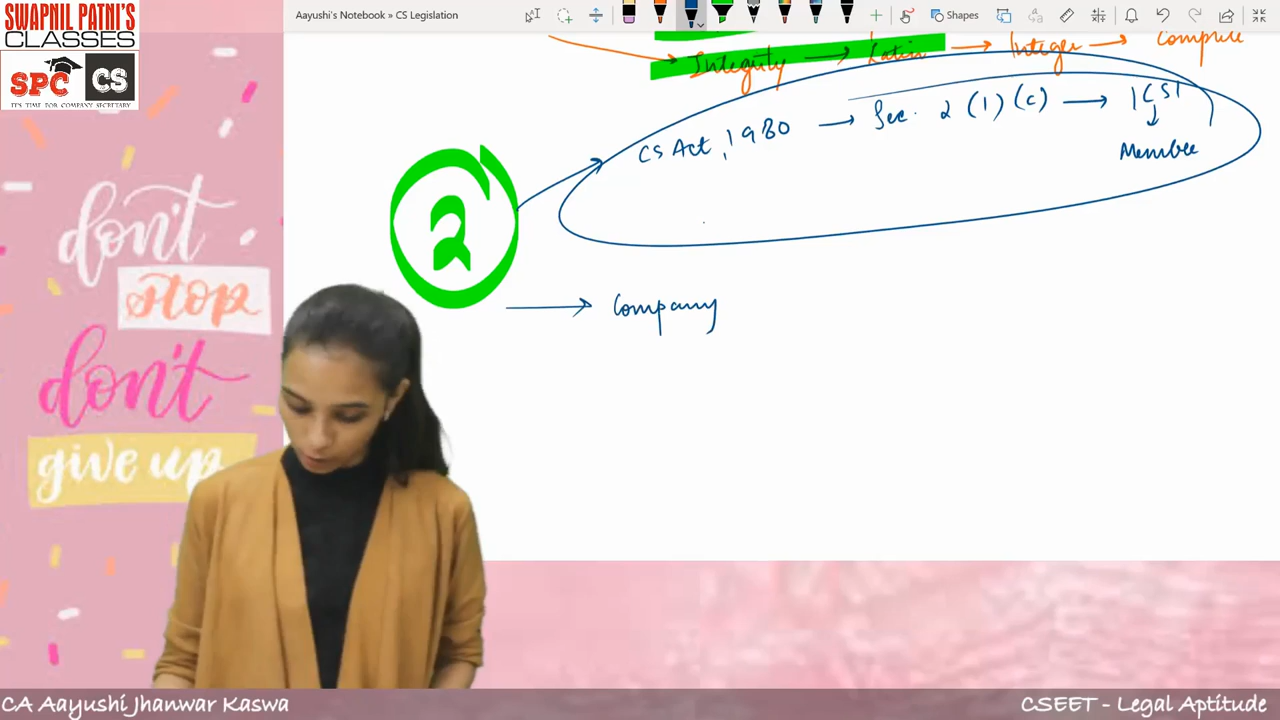 SWAPNIL PATNI'S
CLASSES
SPC CS
IT'S TIME FOR COMPANY SECRETARY
Aayushi's Notebook » CS Legislation
Shapes
Integrity → Latin → Integer → Compute
CS Act, 1980 → Sec. 2 (1) (c) → ICSI
↓
Member
2
→ Company
don't
stop
don't
give up
CA Aayushi Jhanwar Kaswa
CSEET - Legal Aptitude